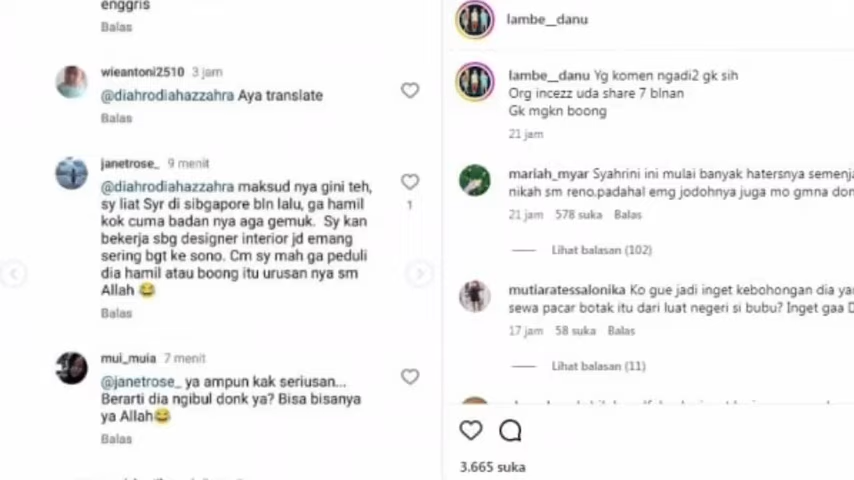 enggris
Balas
wieantoni2510 3 jam
@diahrodiahazzahra Aya translate
Balas
janetrose_ 9 menit
@diahrodiahazzahra maksud nya gini teh,
sy liat Syr di sibgapore bln lalu, ga hamil
kok cuma badan nya aga gemuk. Sy kan
bekerja sbg designer interior jd emang
sering bgt ke sono. Cm sy mah ga peduli
dia hamil atau boong itu urusan nya sm
Allah 😂
1
Balas
mui_muia 7 menit
@janetrose_ ya ampun kak seriusan...
Berarti dia ngibul donk ya? Bisa bisanya
ya Allah😂
Balas
lambe__danu
lambe__danu Yg komen ngadi2 gk sih
Org incezz uda share 7 blnan
Gk mgkn boong
21 jam
mariah_myar Syahrini ini mulai banyak hatersnya semenja
nikah sm reno.padahal emg jodohnya juga mo gmna don
21 jam 578 suka Balas
Lihat balasan (102)
mutiaratessalonika Ko gue jadi inget kebohongan dia yan
sewa pacar botak itu dari luat negeri si bubu? Inget gaa D
17 jam 58 suka Balas
Lihat balasan (11)
3.665 suka